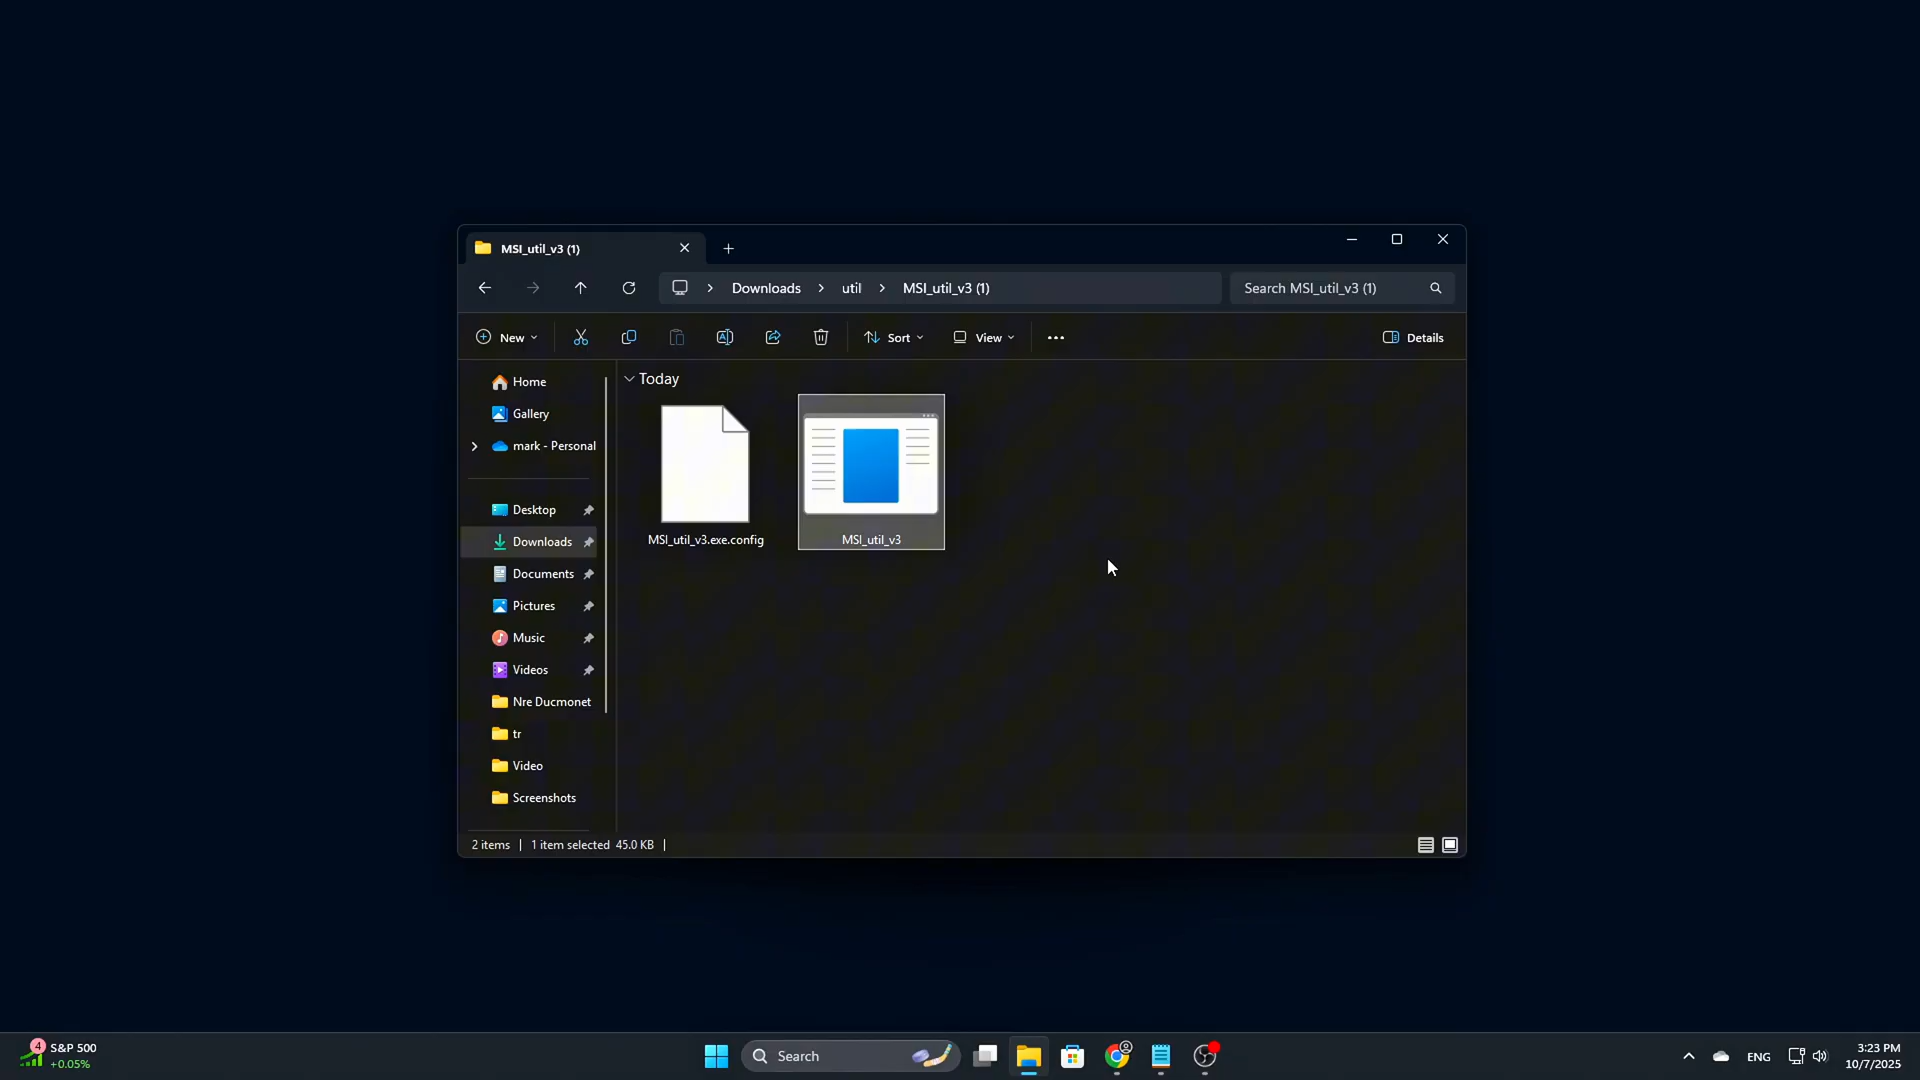 MSI_util_v3 (1)
Downloads
util
MSI_util_v3 (1)
Search MSI_util_v3 (1)
New
Sort
View
Details
Home
Gallery
mark - Personal
Desktop
Downloads
Documents
Pictures
Music
Videos
Nre Ducmonet
tr
Video
Screenshots
Today
MSI_util_v3.exe.config
MSI_util_v3
2 items
1 item selected 45.0 KB
4
S&P 500
+0.05%
Search
ENG
3:23 PM
10/7/2025